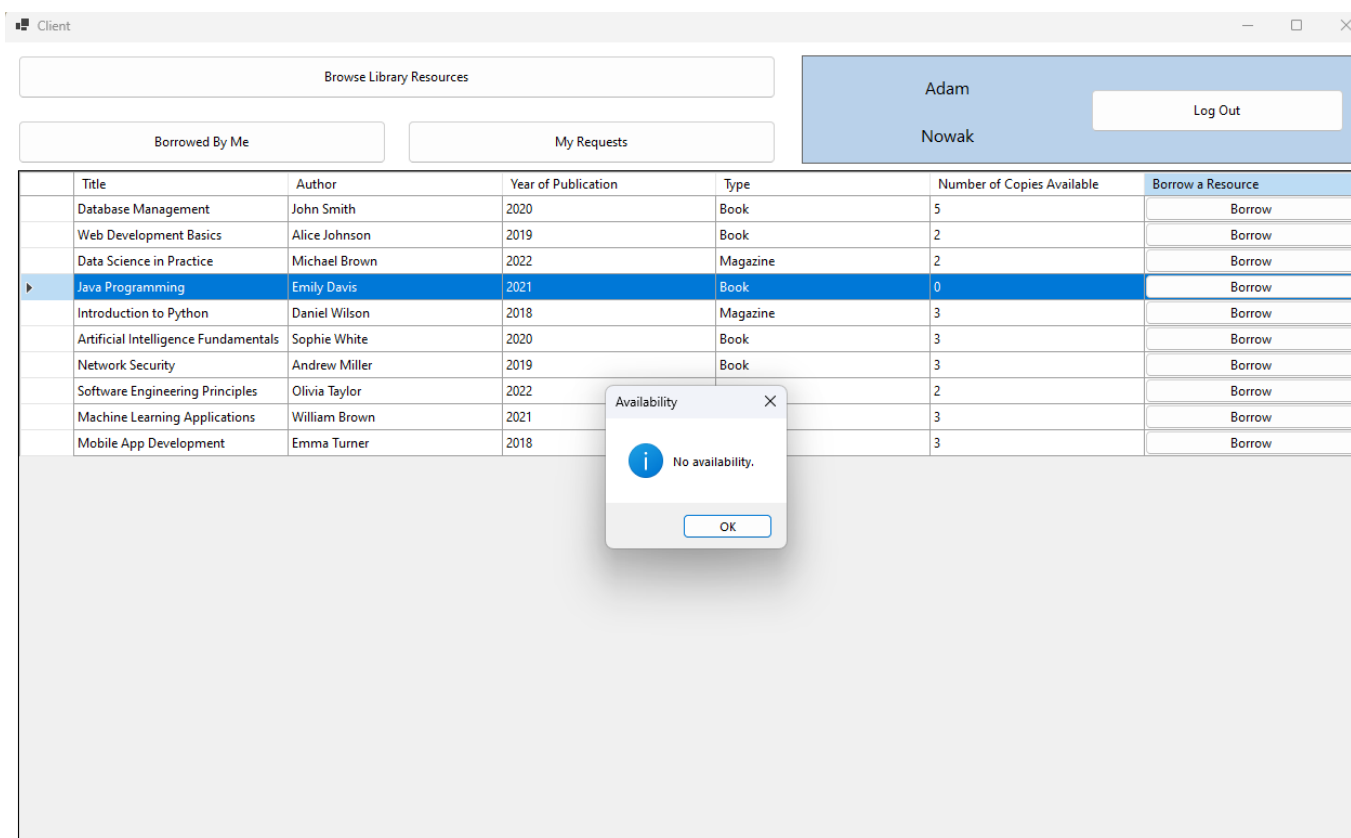 Client
Browse Library Resources
Adam
Log Out
Borrowed By Me
My Requests
Nowak
Title Author Year of Publication Type Number of Copies Available Borrow a Resource
Database Management John Smith 2020 Book 5 Borrow
Web Development Basics Alice Johnson 2019 Book 2 Borrow
Data Science in Practice Michael Brown 2022 Magazine 2 Borrow
Java Programming Emily Davis 2021 Book 0 Borrow
Introduction to Python Daniel Wilson 2018 Magazine 3 Borrow
Artificial Intelligence Fundamentals Sophie White 2020 Book 3 Borrow
Network Security Andrew Miller 2019 Book 3 Borrow
Software Engineering Principles Olivia Taylor 2022 2 Borrow
Machine Learning Applications William Brown 2021 3 Borrow
Mobile App Development Emma Turner 2018 3 Borrow
Availability
No availability.
OK